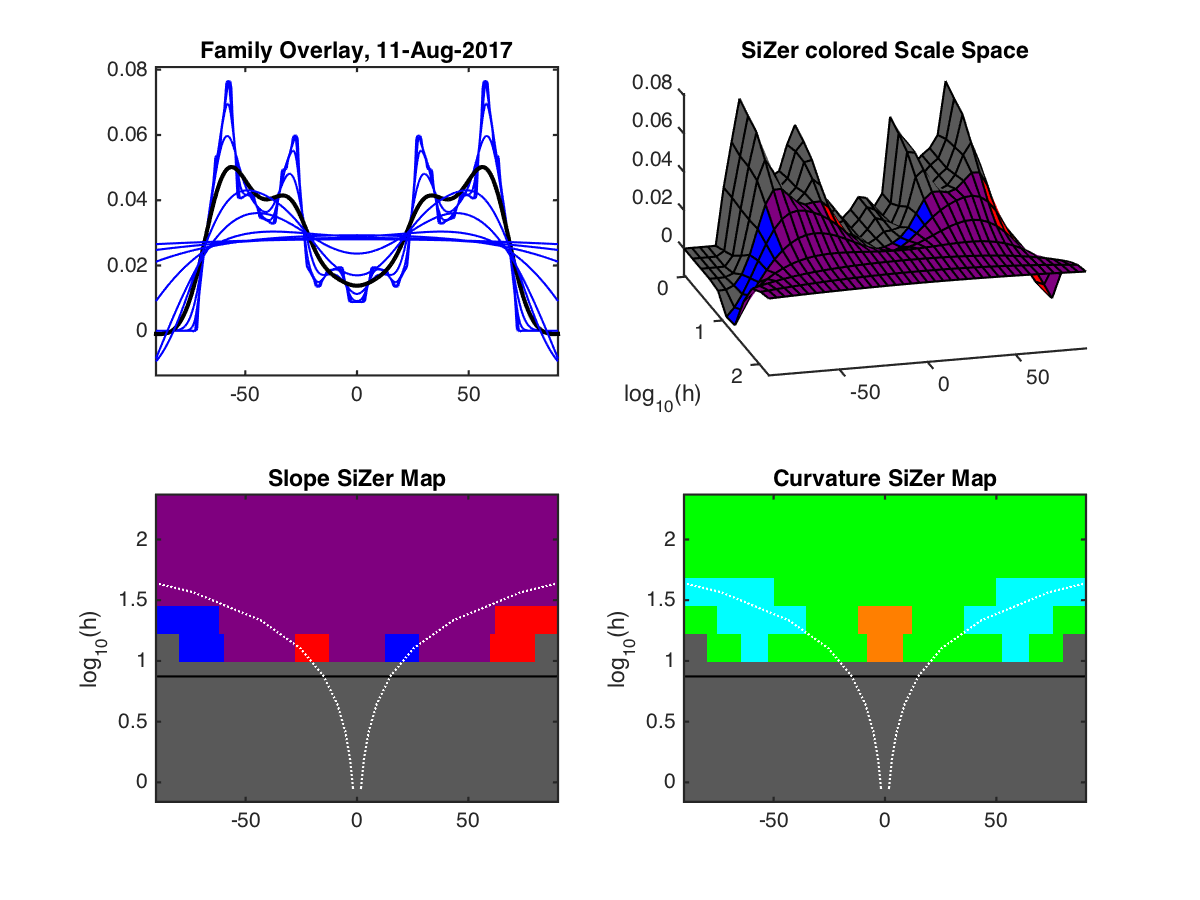 Family Overlay, 11-Aug-2017
0.08
0.06
0.04
0.02
0
-50 0 50
SiZer colored Scale Space
0.08
0.06
0.04
0.02
0
0
1
2
log10(h)
-50
0
50
Slope SiZer Map
2
1.5
1
0.5
0
log10(h)
-50 0 50
Curvature SiZer Map
2
1.5
1
0.5
0
log10(h)
-50 0 50